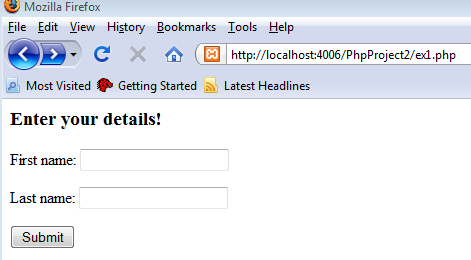 Mozilla Firefox
File Edit View History Bookmarks Tools Help
http://localhost:4006/PhpProject2/ex1.php
Most Visited Getting Started Latest Headlines
Enter your details!
First name:
Last name:
Submit